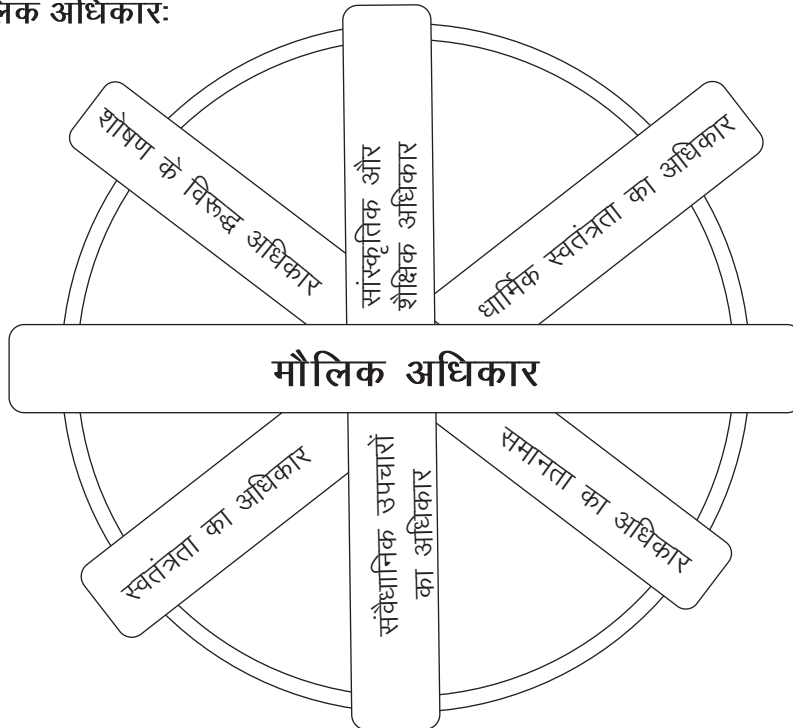 लिक अधिकारः
शोषण के विरूद्ध अधिकार
सांस्कृतिक और
शैक्षिक अधिकार
धार्मिक स्वतंत्रता का अधिकार
मौलिक अधिकार
स्वतंत्रता का अधिकार
संवैधानिक उपचारों
का अधिकार
समानता का अधिकार